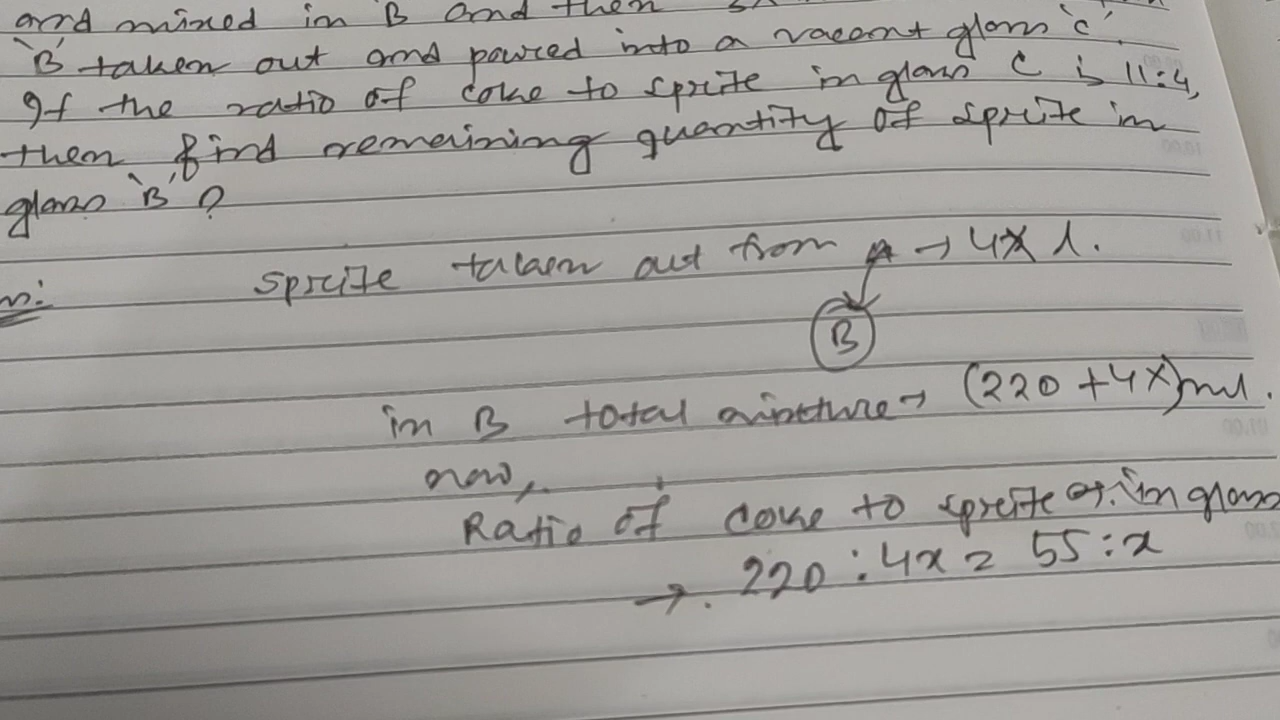 and mixed in B and then
'B' taken out and poured into a vacant glass 'c'.
If the ratio of coke to sprite in glass C is 11:4,
then find remaining quantity of sprite in
glass 'B' ?
sprite taken out from A → 4x l.
B
in B total mixture → (220 + 4x) ml.
now,
Ratio of coke to sprite in glass
→. 220 : 4x = 55 : x